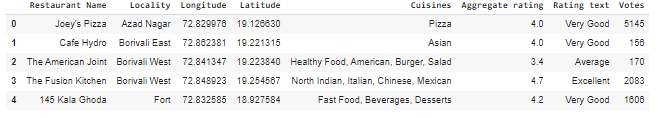 Restaurant Name Locality Longitude Latitude Cuisines Aggregate rating Rating text Votes
0 Joey's Pizza Azad Nagar 72.829976 19.126630 Pizza 4.0 Very Good 5145
1 Cafe Hydro Borivali East 72.862381 19.221315 Asian 4.0 Very Good 156
2 The American Joint Borivali West 72.841347 19.223840 Healthy Food, American, Burger, Salad 3.4 Average 170
3 The Fusion Kitchen Borivali West 72.848923 19.254567 North Indian, Italian, Chinese, Mexican 4.7 Excellent 2083
4 145 Kala Ghoda Fort 72.832585 18.927584 Fast Food, Beverages, Desserts 4.2 Very Good 1606